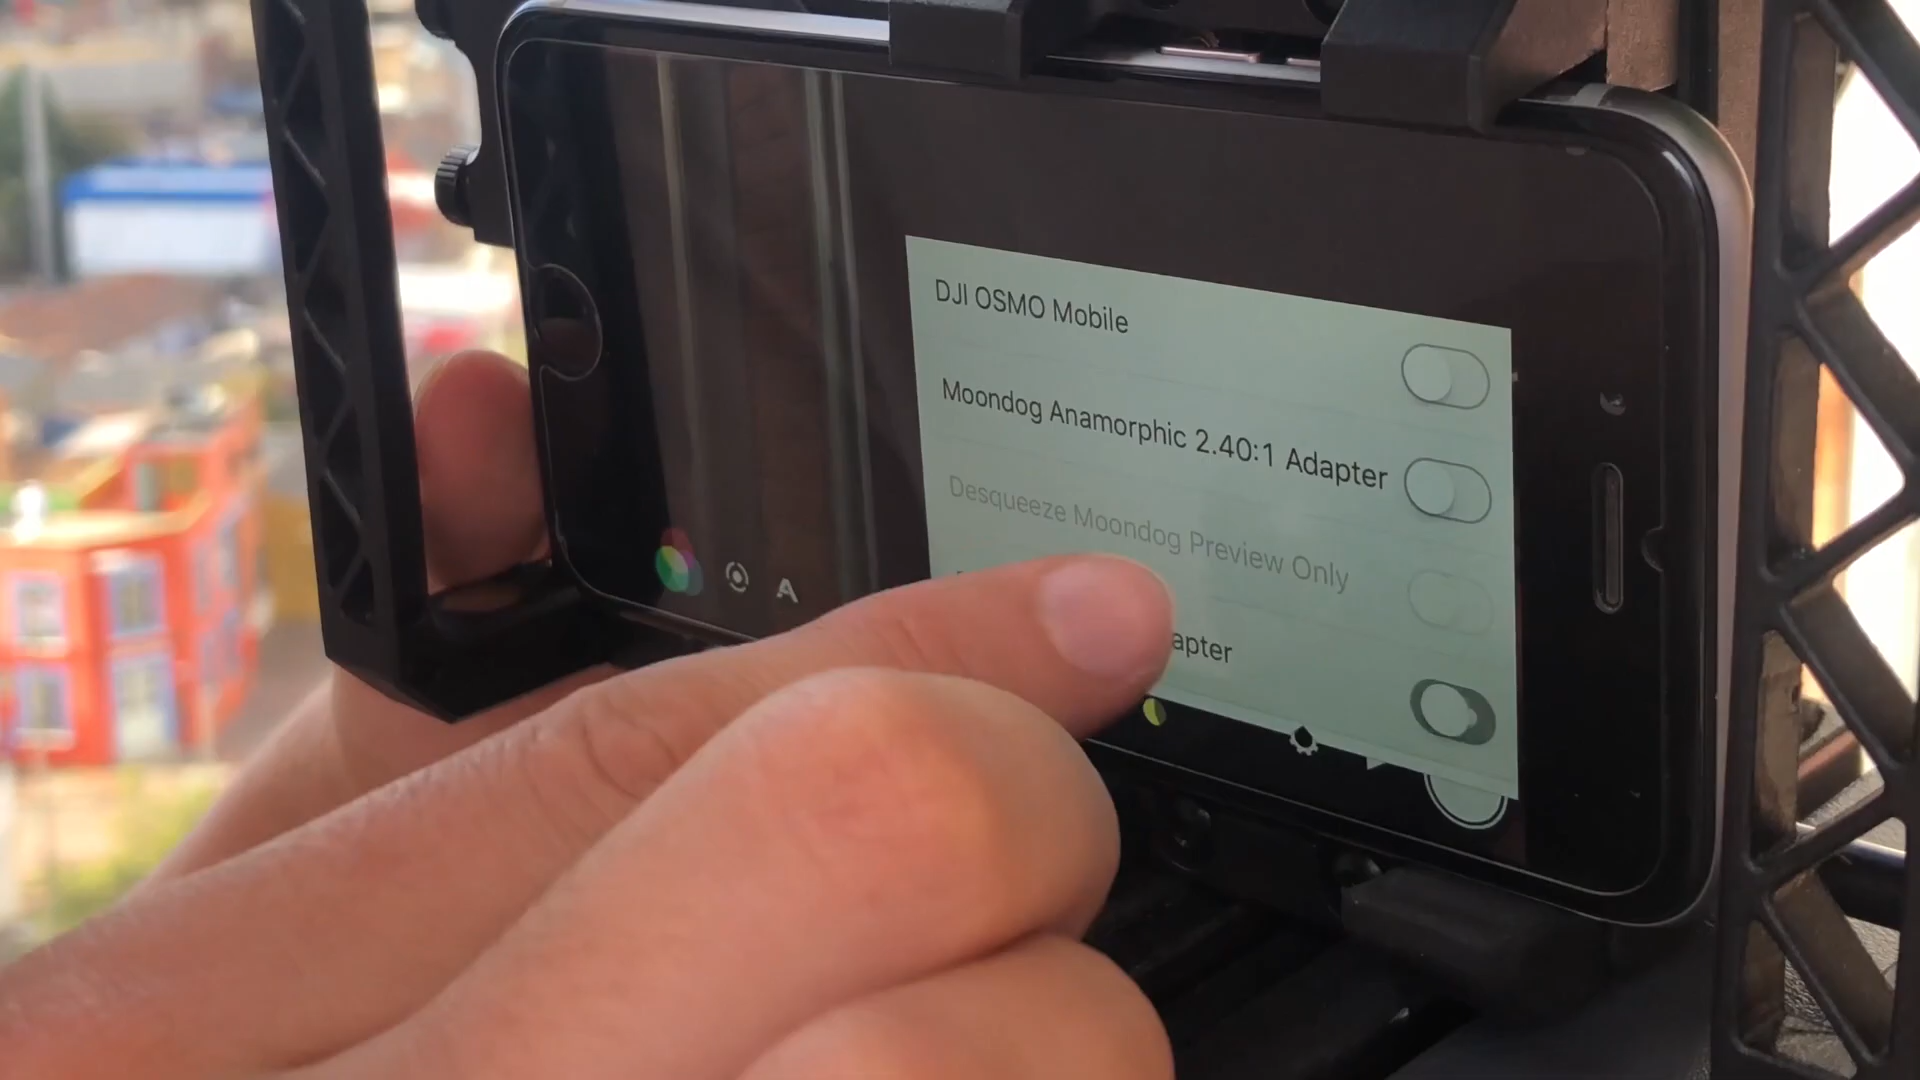 DJI OSMO Mobile
Moondog Anamorphic 2.40:1 Adapter
Desqueeze Moondog Preview Only
apter
A